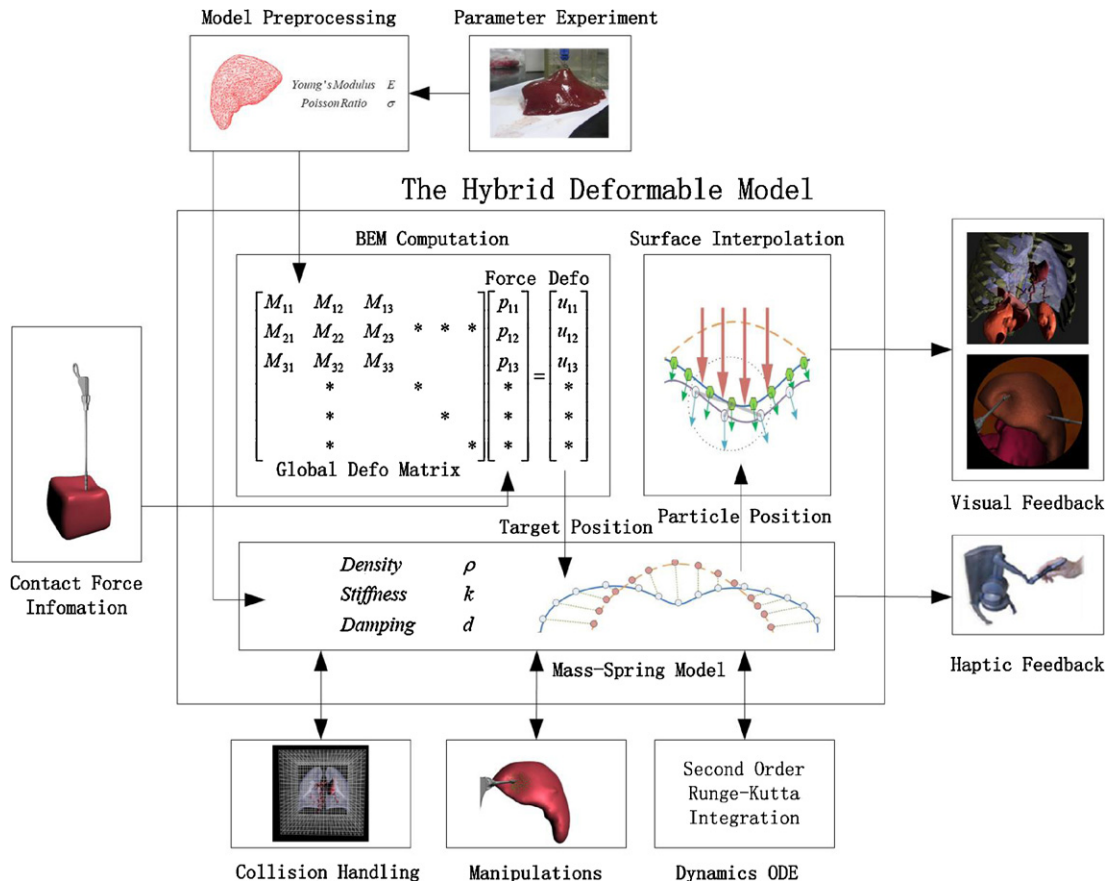 Model Preprocessing
Parameter Experiment
Young's Modulus E
Poisson Ratio σ
The Hybrid Deformable Model
BEM Computation
Surface Interpolation
Force Defo
M11 M12 M13 p11 u11
M21 M22 M23 * * * p12 u12
M31 M32 M33 p13 = u13
* * * *
* * * *
* * * *
Global Defo Matrix
Target Position
Particle Position
Visual Feedback
Contact Force
Infomation
Density ρ
Stiffness k
Damping d
Mass-Spring Model
Haptic Feedback
Second Order
Runge-Kutta
Integration
Collision Handling
Manipulations
Dynamics ODE